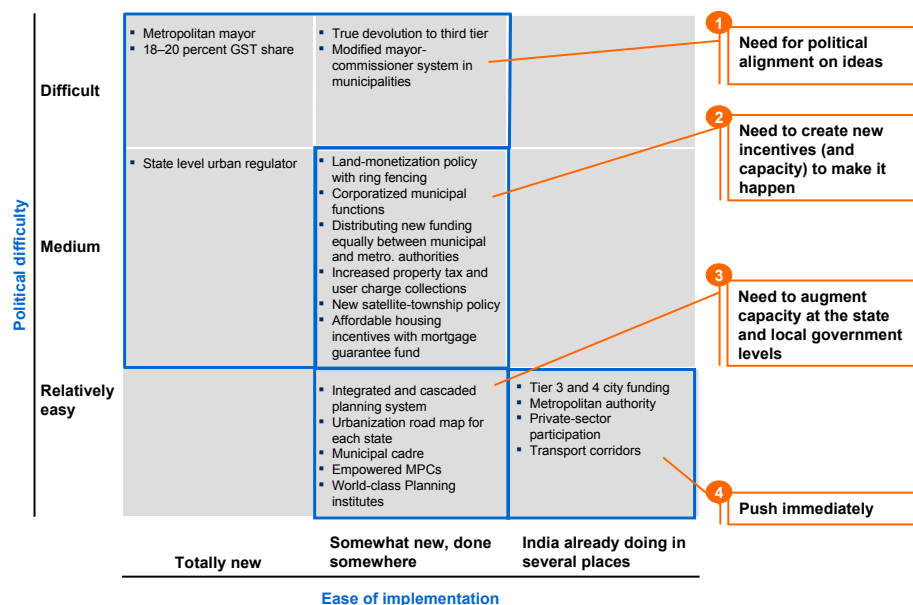 Political difficulty
Difficult
Medium
Relatively
easy
▪ Metropolitan mayor
▪ 18–20 percent GST share
▪ True devolution to third tier
▪ Modified mayor-
commissioner system in
municipalities
▪ State level urban regulator
▪ Land-monetization policy
with ring fencing
▪ Corporatized municipal
functions
▪ Distributing new funding
equally between municipal
and metro. authorities
▪ Increased property tax and
user charge collections
▪ New satellite-township policy
▪ Affordable housing
incentives with mortgage
guarantee fund
▪ Integrated and cascaded
planning system
▪ Urbanization road map for
each state
▪ Municipal cadre
▪ Empowered MPCs
▪ World-class Planning
institutes
▪ Tier 3 and 4 city funding
▪ Metropolitan authority
▪ Private-sector
participation
▪ Transport corridors
1
Need for political
alignment on ideas
2
Need to create new
incentives (and
capacity) to make it
happen
3
Need to augment
capacity at the state
and local government
levels
4
Push immediately
Totally new
Somewhat new, done
somewhere
India already doing in
several places
Ease of implementation